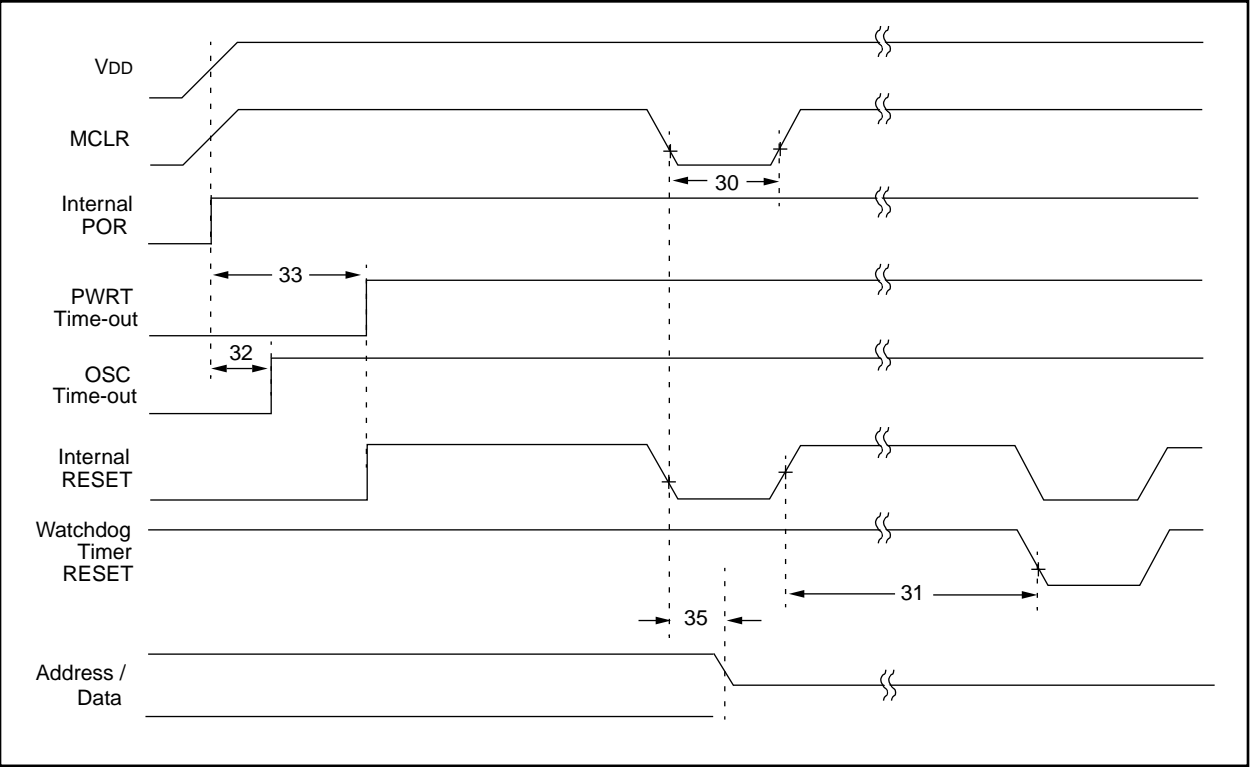 VDD
MCLR
30
Internal
POR
33
PWRT
Time-out
32
OSC
Time-out
Internal
RESET
Watchdog
Timer
RESET
31
35
Address /
Data